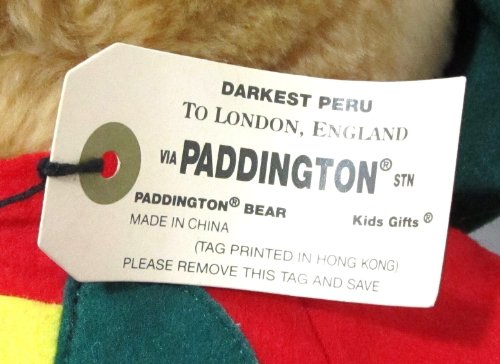 DARKEST PERU
TO LONDON, ENGLAND
VIA PADDINGTON® STN
PADDINGTON® BEAR Kids Gifts®
MADE IN CHINA
(TAG PRINTED IN HONG KONG)
PLEASE REMOVE THIS TAG AND SAVE